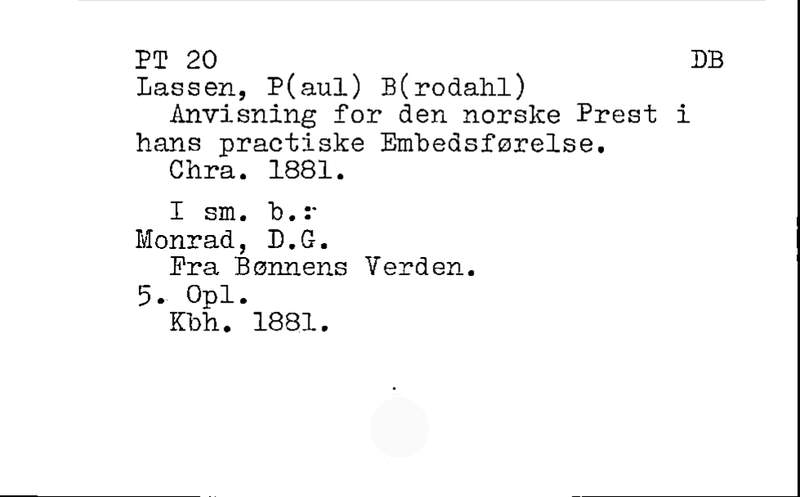 PT 20 DB
Lassen, P(aul) B(rodahl)
Anvisning for den norske Prest i
hans practiske Embedsførelse.
Chra. 1881.
I sm. b.:-
Monrad, D.G.
Fra Bønnens Verden.
5. Opl.
Kbh. 1881.